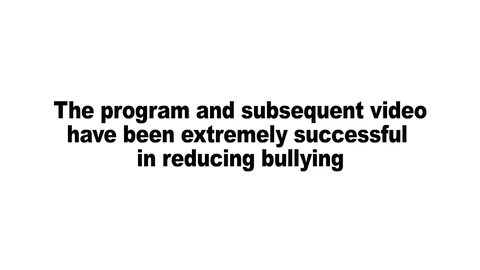 The program and subsequent video
have been extremely successful
in reducing bullying